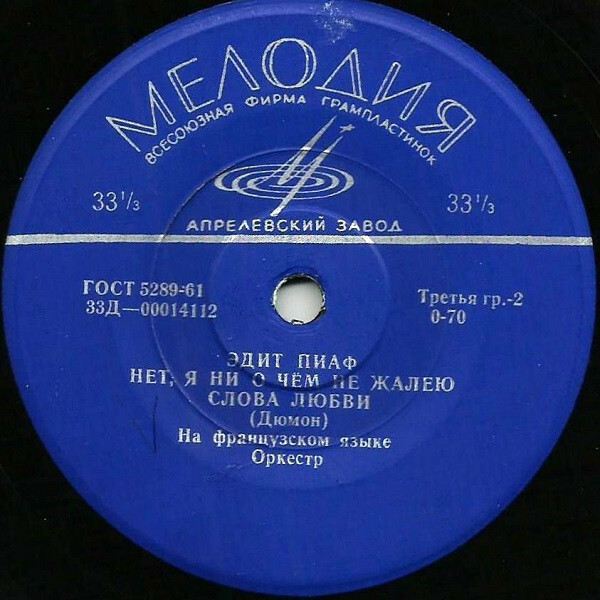 МЕЛОДИЯ
ВСЕСОЮЗНАЯ ФИРМА ГРАМПЛАСТИНОК
33⅓ 33⅓
АПРЕЛЕВСКИЙ ЗАВОД
ГОСТ 5289-61 Третья гр.-2
33Д—00014112 0-70
ЭДИТ ПИАФ
НЕТ, Я НИ О ЧЁМ НЕ ЖАЛЕЮ
СЛОВА ЛЮБВИ
(Дюмон)
На французском языке
Оркестр